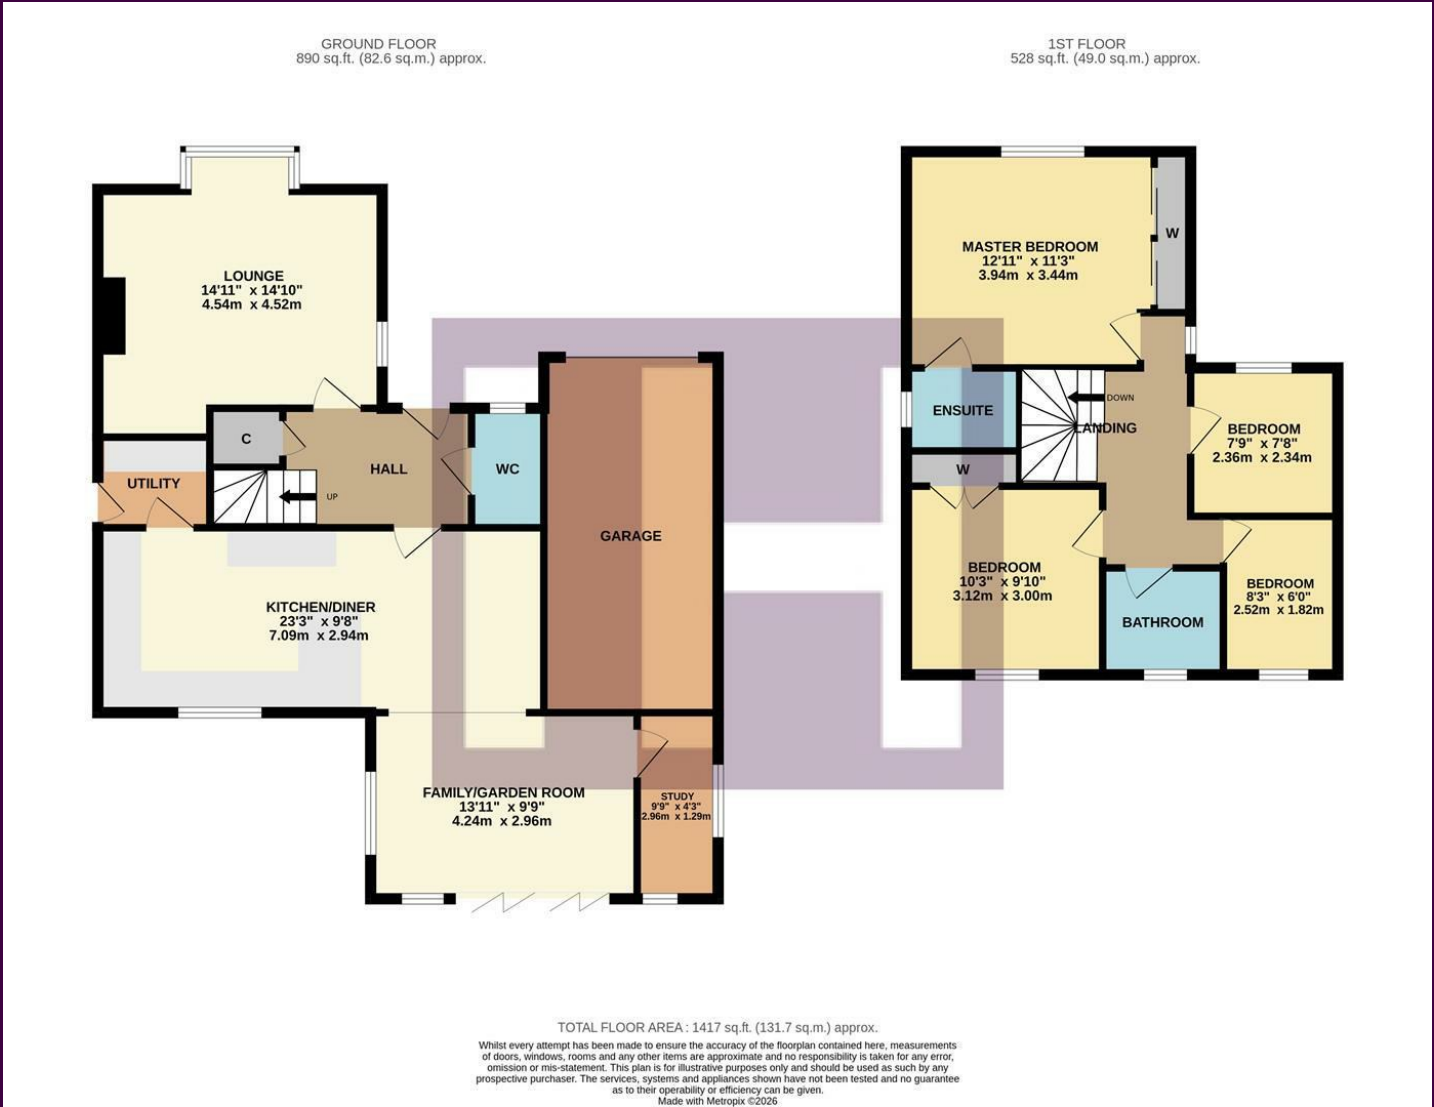 GROUND FLOOR
890 sq.ft. (82.6 sq.m.) approx.
1ST FLOOR
528 sq.ft. (49.0 sq.m.) approx.
LOUNGE
14'11" x 14'10"
4.54m x 4.52m
C
UTILITY
HALL
UP
WC
GARAGE
KITCHEN/DINER
23'3" x 9'8"
7.09m x 2.94m
FAMILY/GARDEN ROOM
13'11" x 9'9"
4.24m x 2.96m
STUDY
9'9" x 4'3"
2.96m x 1.29m
MASTER BEDROOM
12'11" x 11'3"
3.94m x 3.44m
W
ENSUITE
DOWN
LANDING
BEDROOM
7'9" x 7'8"
2.36m x 2.34m
W
BEDROOM
10'3" x 9'10"
3.12m x 3.00m
BATHROOM
BEDROOM
8'3" x 6'0"
2.52m x 1.82m
TOTAL FLOOR AREA : 1417 sq.ft. (131.7 sq.m.) approx.
Whilst every attempt has been made to ensure the accuracy of the floorplan contained here, measurements
of doors, windows, rooms and any other items are approximate and no responsibility is taken for any error,
omission or mis-statement. This plan is for illustrative purposes only and should be used as such by any
prospective purchaser. The services, systems and appliances shown have not been tested and no guarantee
as to their operability or efficiency can be given.
Made with Metropix ©2026